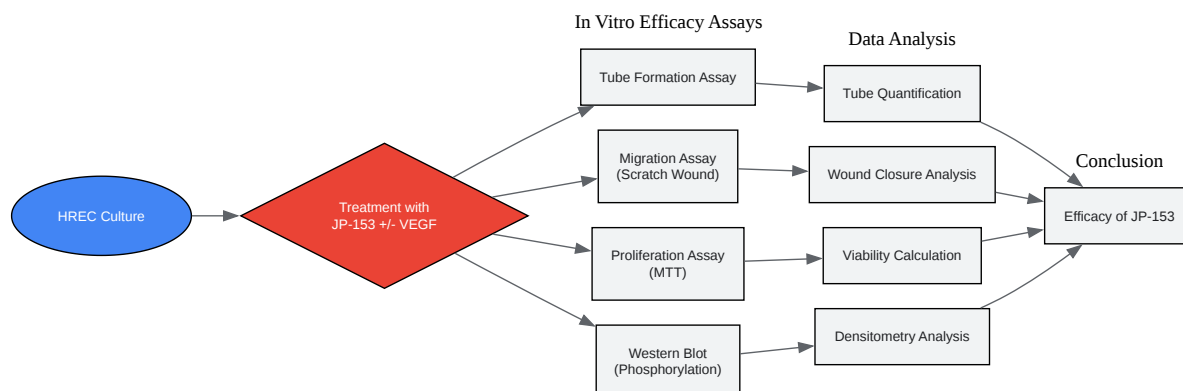 In Vitro Efficacy Assays
Data Analysis
Conclusion
HREC Culture
Treatment with
JP-153 +/- VEGF
Tube Formation Assay
Tube Quantification
Migration Assay
(Scratch Wound)
Wound Closure Analysis
Proliferation Assay
(MTT)
Viability Calculation
Western Blot
(Phosphorylation)
Densitometry Analysis
Efficacy of JP-153